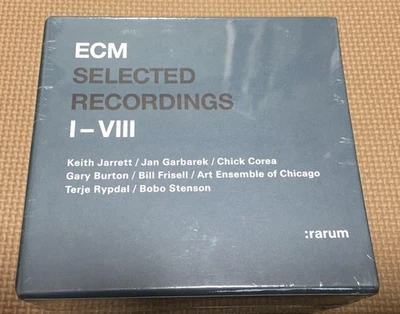 ECM
SELECTED
RECORDINGS
I – VIII
Keith Jarrett / Jan Garbarek / Chick Corea
Gary Burton / Bill Frisell / Art Ensemble of Chicago
Terje Rypdal / Bobo Stenson
:rarum